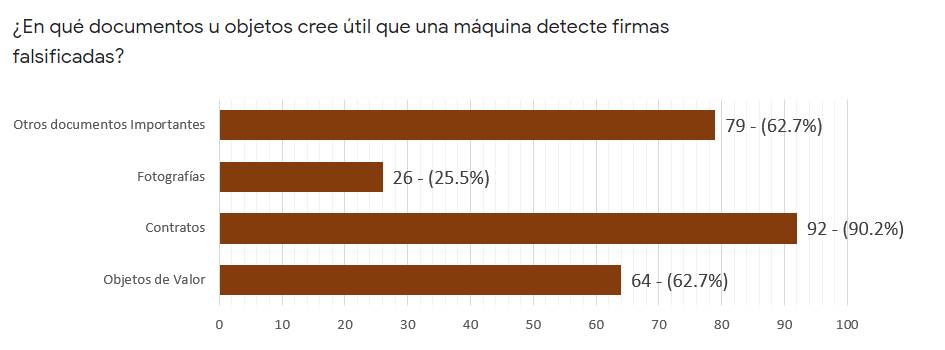 ¿En qué documentos u objetos cree útil que una máquina detecte firmas
falsificadas?
Otros documentos Importantes
79 - (62.7%)
Fotografías
26 - (25.5%)
Contratos
92 - (90.2%)
Objetos de Valor
64 - (62.7%)
0 10 20 30 40 50 60 70 80 90 100